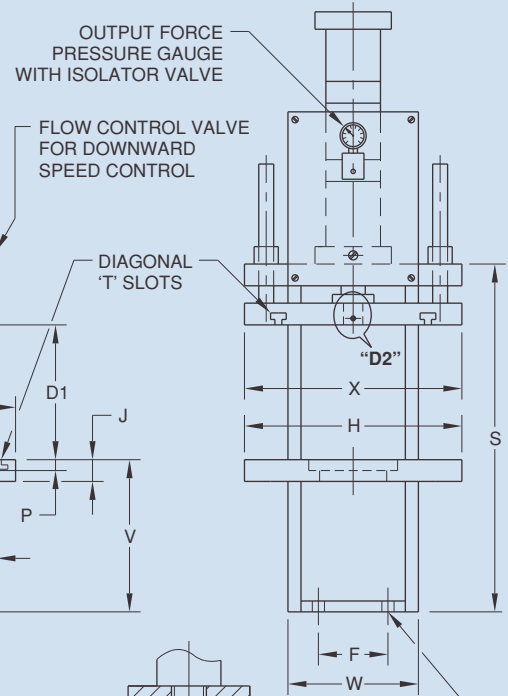 OUTPUT FORCE
PRESSURE GAUGE
WITH ISOLATOR VALVE
FLOW CONTROL VALVE
FOR DOWNWARD
SPEED CONTROL
DIAGONAL
'T' SLOTS
“D2”
X
D1
H
S
J
P
V
F
W